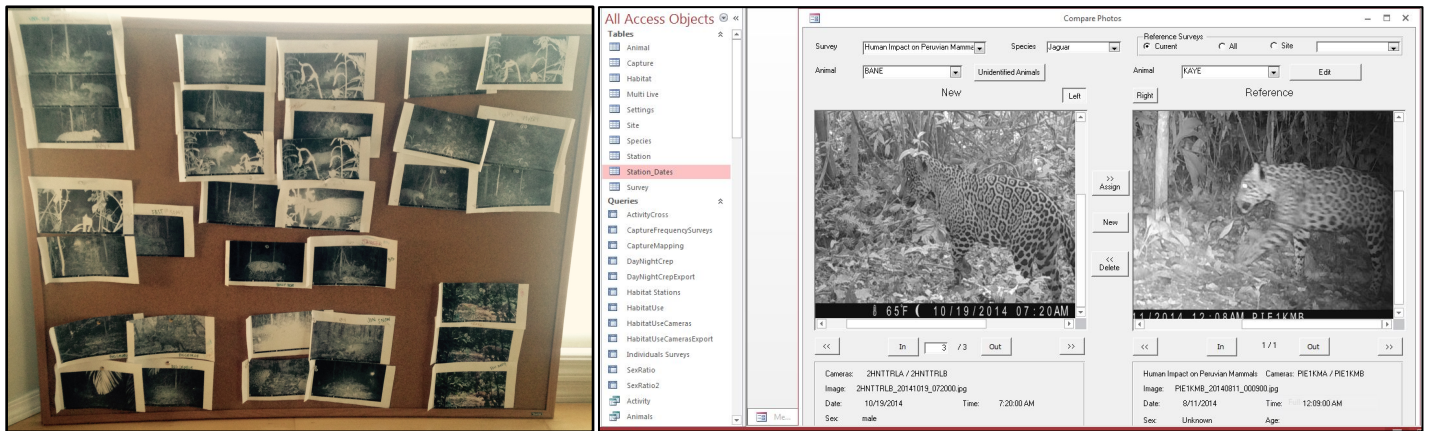 All Access Objects
Tables
Animal
Capture
Habitat
Multi Live
Settings
Site
Species
Station
Station_Dates
Survey
Queries
ActivityCross
CaptureFrequencySurveys
CaptureMapping
DayNightCrep
DayNightCrepExport
Habitat Stations
HabitatUse
HabitatUseCameras
HabitatUseCamerasExport
Individuals Surveys
SexRatio
SexRatio2
Activity
Animals
Me...
Compare Photos
Survey Human Impact on Peruvian Mamma Species Jaguar
Reference Surveys
Current All Site
Animal BANE Unidentified Animals
Animal KAYE Edit
New Left
Right Reference
>>
Assign
New
<<
Delete
65°F ( 10/19/2014 07:20AM
11/2014 12:08AM PIE1KMB
<< In 3 /3 Out >>
<< In 1/1 Out >>
Cameras: 2HNTTRLA / 2HNTTRLB
Image: 2HNTTRLB_20141019_072000.jpg
Date: 10/19/2014 Time: 7:20:00 AM
Sex: male
Human Impact on Peruvian Mammals Cameras: PIE1KMA / PIE1KMB
Image: PIE1KMB_20140811_000900.jpg
Date: 8/11/2014 Time: 12:09:00 AM
Sex: Unknown Age: